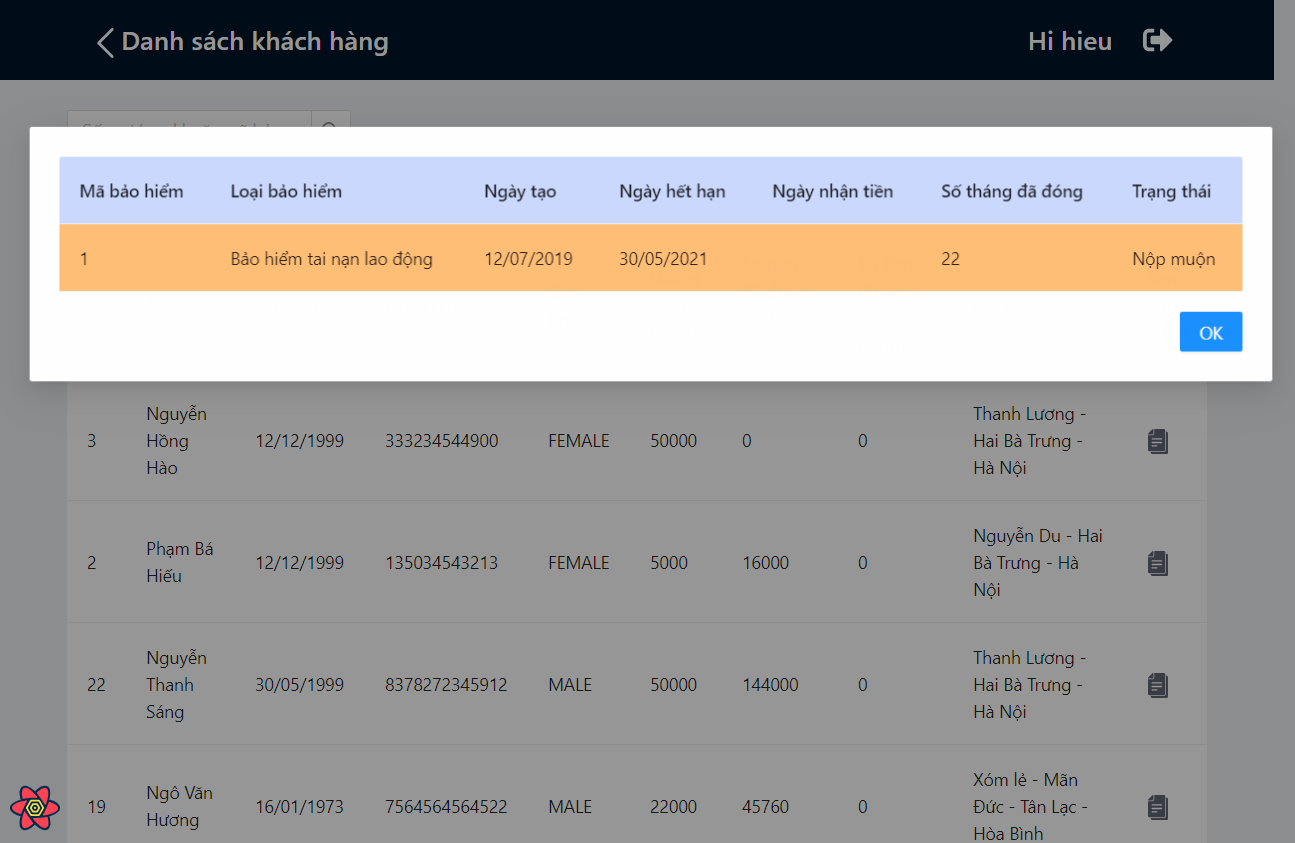 Danh sách khách hàng
Hi hieu
Mã bảo hiểm Loại bảo hiểm Ngày tạo Ngày hết hạn Ngày nhận tiền Số tháng đã đóng Trạng thái
1 Bảo hiểm tai nạn lao động 12/07/2019 30/05/2021 22 Nộp muộn
OK
Nguyễn Thanh Lương -
3 Hồng 12/12/1999 333234544900 FEMALE 50000 0 0 Hai Bà Trưng -
Hào Hà Nội
Nguyễn Du - Hai
Phạm Bá
2 12/12/1999 135034543213 FEMALE 5000 16000 0 Bà Trưng - Hà
Hiếu
Nội
Nguyễn Thanh Lương -
22 Thanh 30/05/1999 8378272345912 MALE 50000 144000 0 Hai Bà Trưng -
Sáng Hà Nội
Xóm lẻ - Mãn
Ngô Văn
19 16/01/1973 7564564564522 MALE 22000 45760 0 Đức - Tân Lạc -
Hương
Hòa Bình